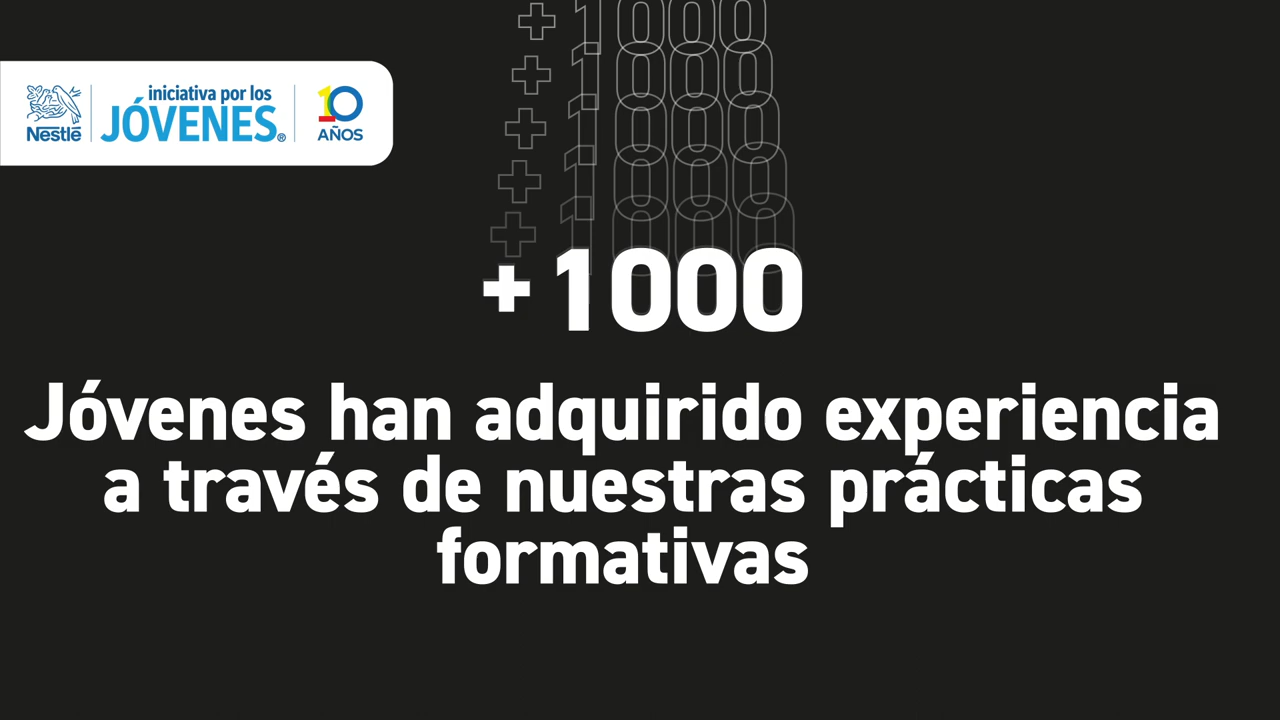 + 1000
+ 1000
+ 1000
+ 1000
+ 1000
Nestlé
iniciativa por los
JÓVENES®
10
AÑOS
+ 1000
Jóvenes han adquirido experiencia
a través de nuestras prácticas
formativas